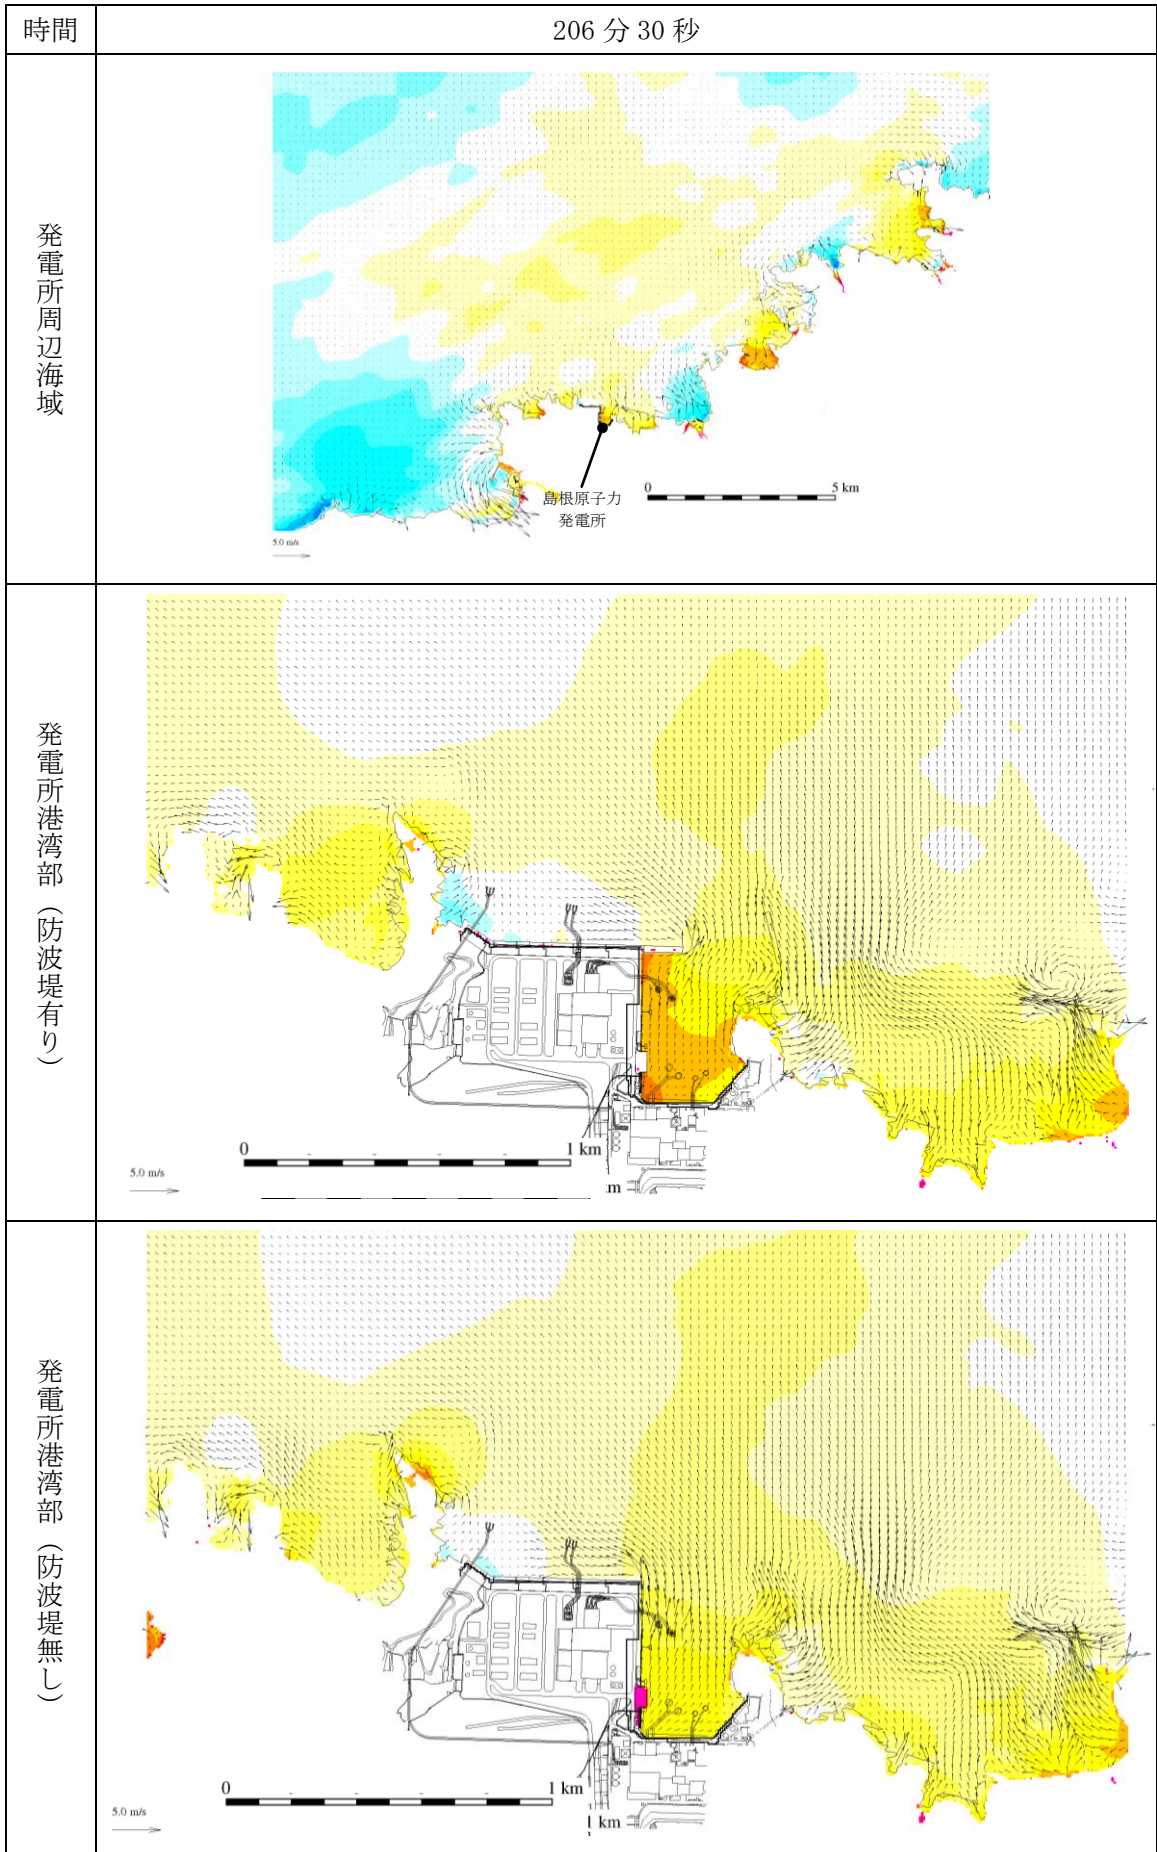 時間
206 分 30 秒
発電所周辺海域
島根原子力
発電所
0
5 km
5.0 m/s
発電所港湾部（防波堤有り）
0
1 km
5.0 m/s
m
発電所港湾部（防波堤無し）
0
1 km
5.0 m/s
1 km